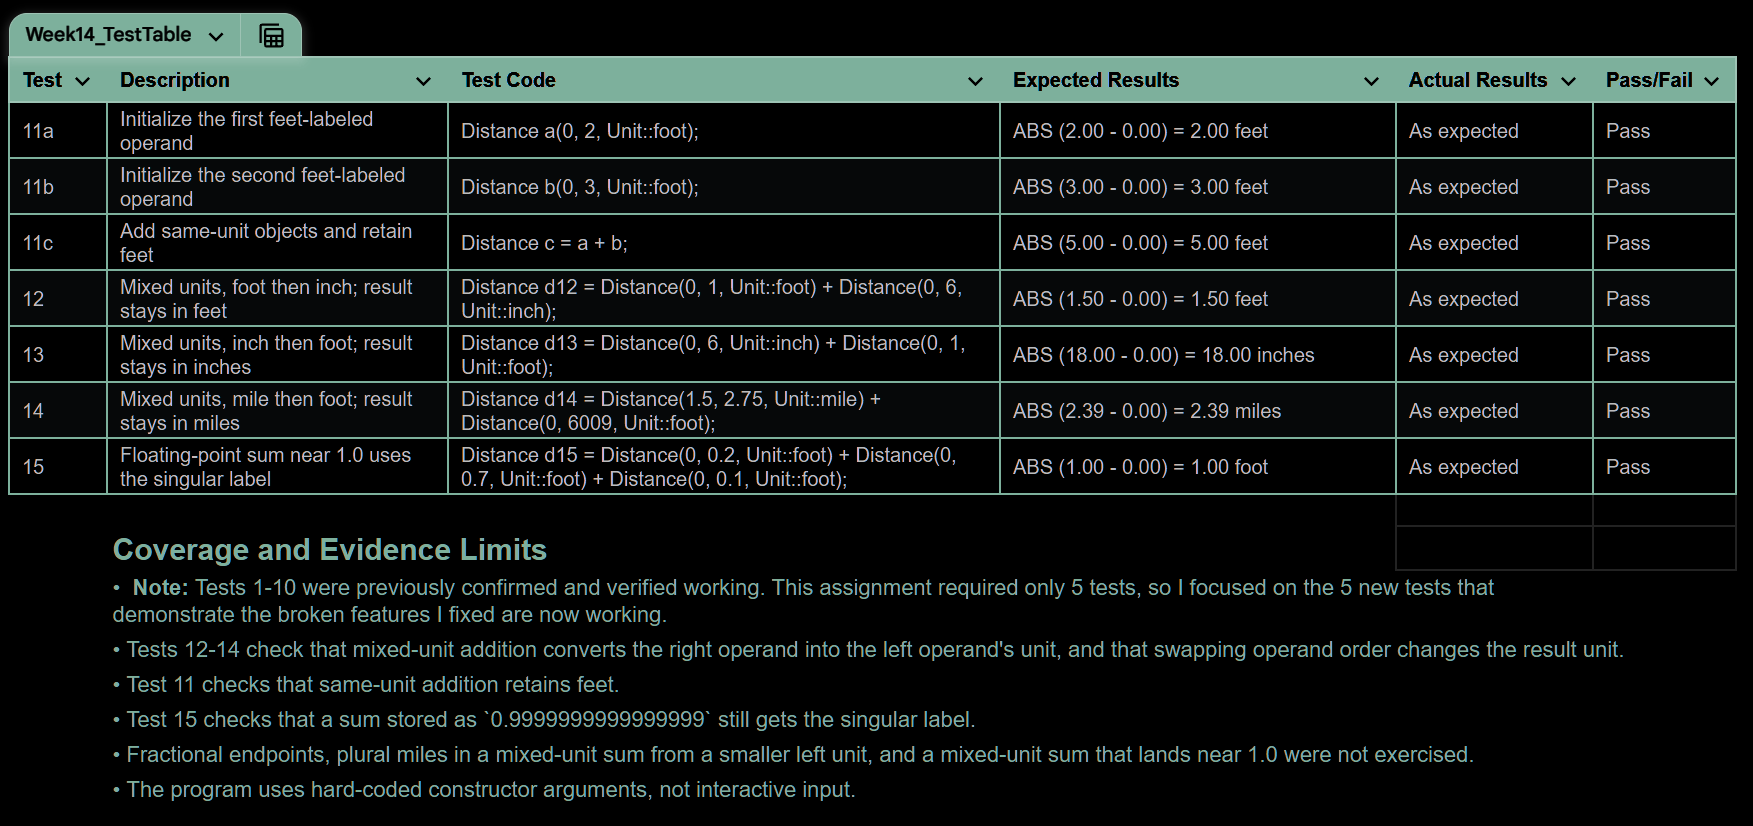 Week14_TestTable
Test Description Test Code Expected Results Actual Results Pass/Fail
11a Initialize the first feet-labeled operand Distance a(0, 2, Unit::foot); ABS (2.00 - 0.00) = 2.00 feet As expected Pass
11b Initialize the second feet-labeled operand Distance b(0, 3, Unit::foot); ABS (3.00 - 0.00) = 3.00 feet As expected Pass
11c Add same-unit objects and retain feet Distance c = a + b; ABS (5.00 - 0.00) = 5.00 feet As expected Pass
12 Mixed units, foot then inch; result stays in feet Distance d12 = Distance(0, 1, Unit::foot) + Distance(0, 6, Unit::inch); ABS (1.50 - 0.00) = 1.50 feet As expected Pass
13 Mixed units, inch then foot; result stays in inches Distance d13 = Distance(0, 6, Unit::inch) + Distance(0, 1, Unit::foot); ABS (18.00 - 0.00) = 18.00 inches As expected Pass
14 Mixed units, mile then foot; result stays in miles Distance d14 = Distance(1.5, 2.75, Unit::mile) + Distance(0, 6009, Unit::foot); ABS (2.39 - 0.00) = 2.39 miles As expected Pass
15 Floating-point sum near 1.0 uses the singular label Distance d15 = Distance(0, 0.2, Unit::foot) + Distance(0, 0.7, Unit::foot) + Distance(0, 0.1, Unit::foot); ABS (1.00 - 0.00) = 1.00 foot As expected Pass
Coverage and Evidence Limits
• Note: Tests 1-10 were previously confirmed and verified working. This assignment required only 5 tests, so I focused on the 5 new tests that
demonstrate the broken features I fixed are now working.
• Tests 12-14 check that mixed-unit addition converts the right operand into the left operand's unit, and that swapping operand order changes the result unit.
• Test 11 checks that same-unit addition retains feet.
• Test 15 checks that a sum stored as `0.9999999999999999` still gets the singular label.
• Fractional endpoints, plural miles in a mixed-unit sum from a smaller left unit, and a mixed-unit sum that lands near 1.0 were not exercised.
• The program uses hard-coded constructor arguments, not interactive input.